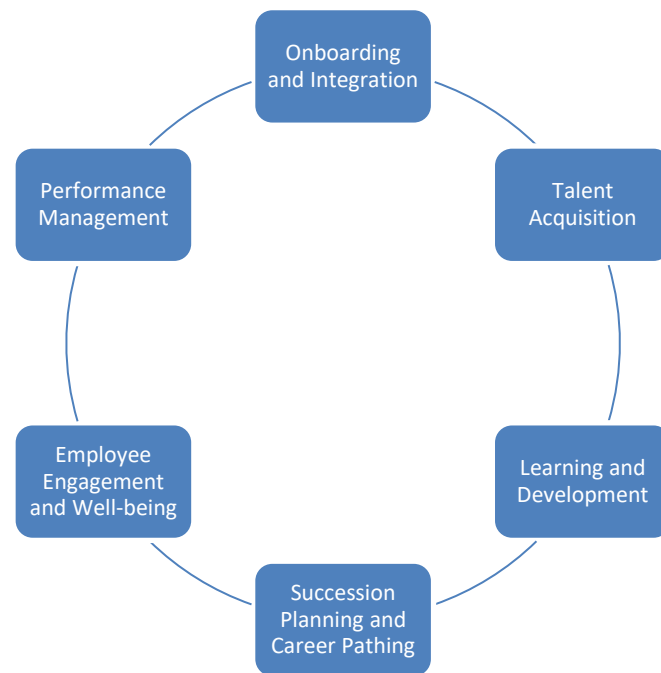 Onboarding
and Integration
Talent
Acquisition
Learning and
Development
Succession
Planning and
Career Pathing
Employee
Engagement
and Well-being
Performance
Management